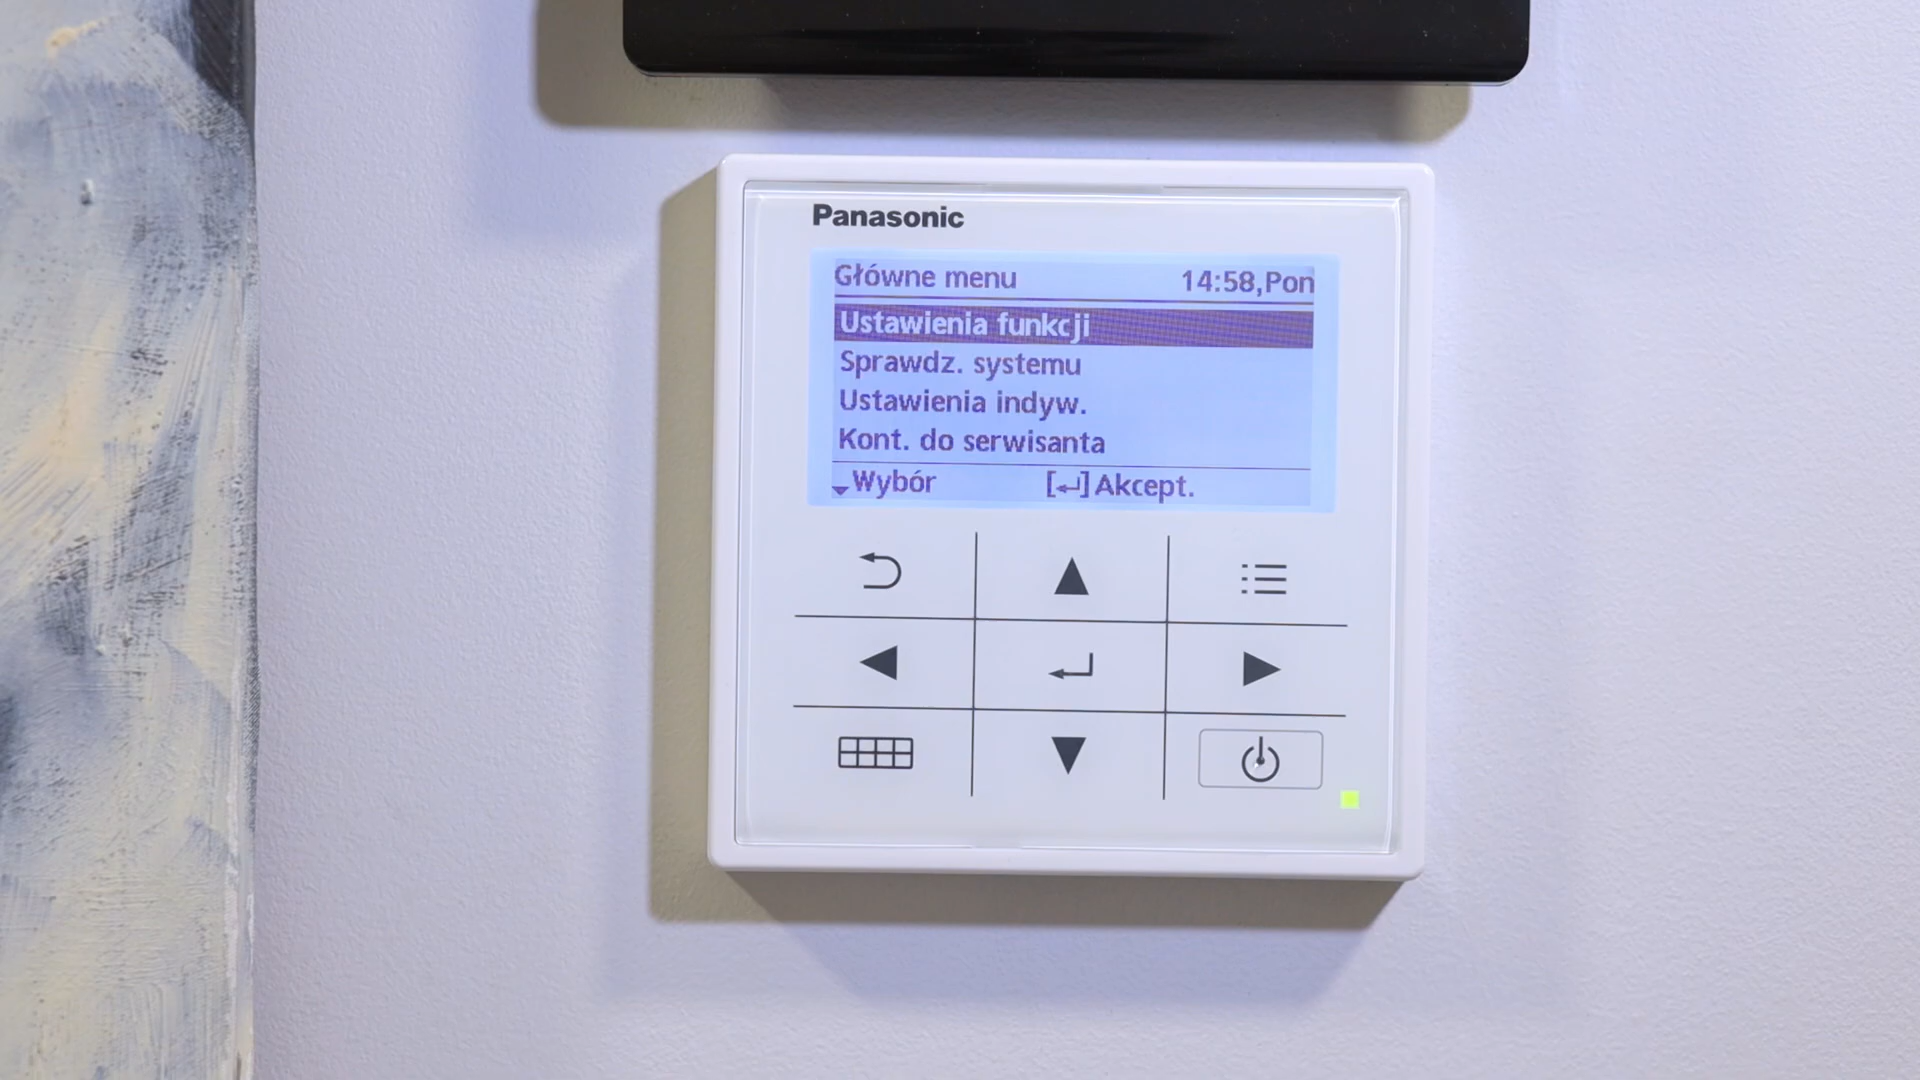 Panasonic
Główne menu 14:58,Pon
Ustawienia funkcji
Sprawdz. systemu
Ustawienia indyw.
Kont. do serwisanta
Wybór [↵]Akcept.